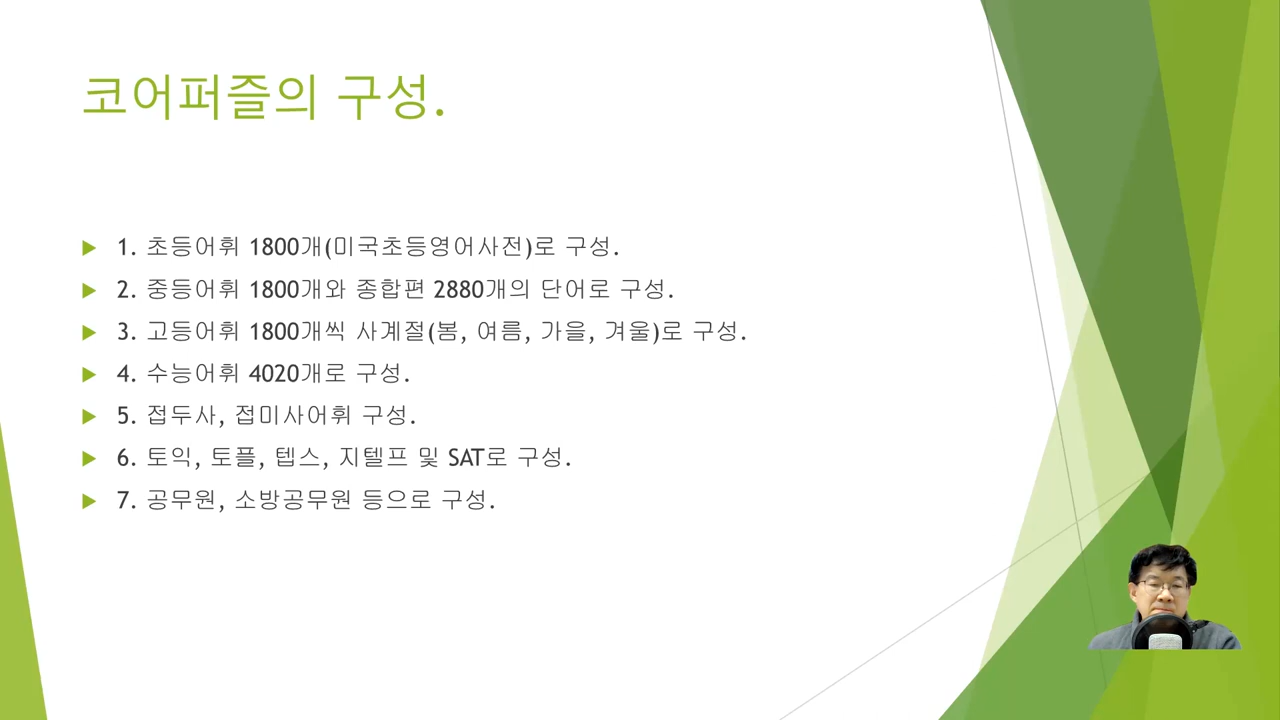 코어퍼즐의 구성.
1. 초등어휘 1800개(미국초등영어사전)로 구성.
2. 중등어휘 1800개와 종합편 2880개의 단어로 구성.
3. 고등어휘 1800개씩 사계절(봄, 여름, 가을, 겨울)로 구성.
4. 수능어휘 4020개로 구성.
5. 접두사, 접미사어휘 구성.
6. 토익, 토플, 텝스, 지텔프 및 SAT로 구성.
7. 공무원, 소방공무원 등으로 구성.